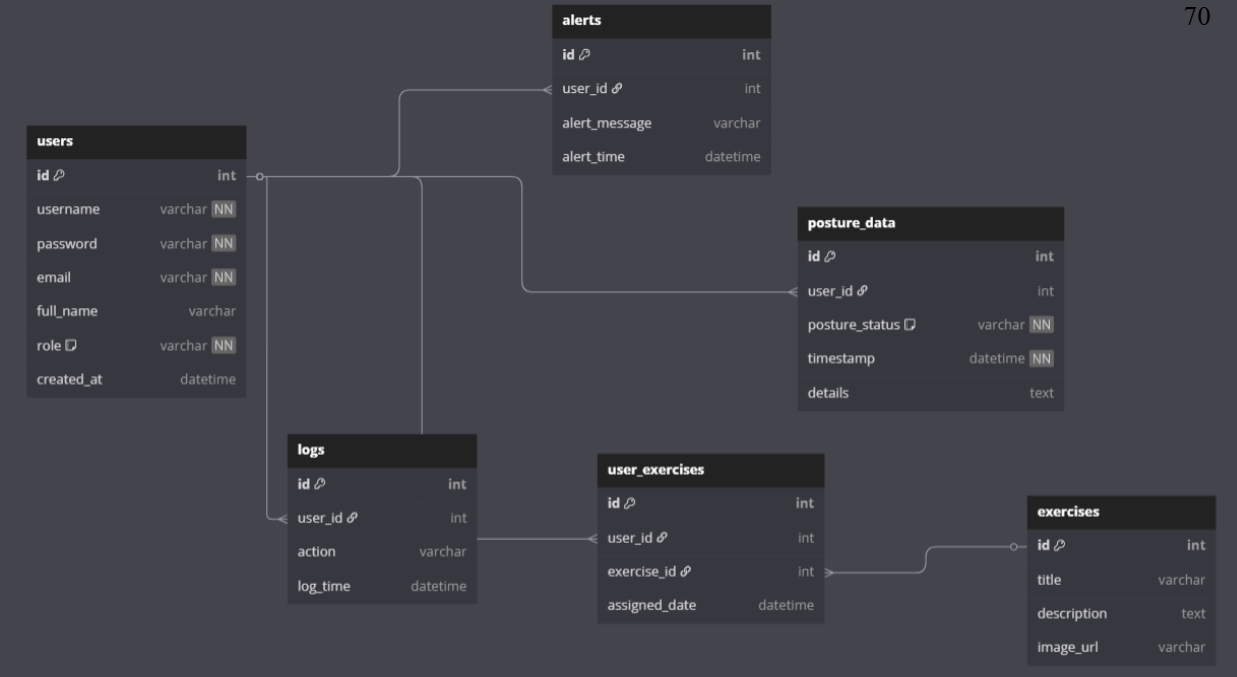 70
alerts
id int
user_id int
alert_message varchar
alert_time datetime
users
id int
username varchar NN
password varchar NN
email varchar NN
full_name varchar
role varchar NN
created_at datetime
posture_data
id int
user_id int
posture_status varchar NN
timestamp datetime NN
details text
logs
id int
user_id int
action varchar
log_time datetime
user_exercises
id int
user_id int
exercise_id int
assigned_date datetime
exercises
id int
title varchar
description text
image_url varchar